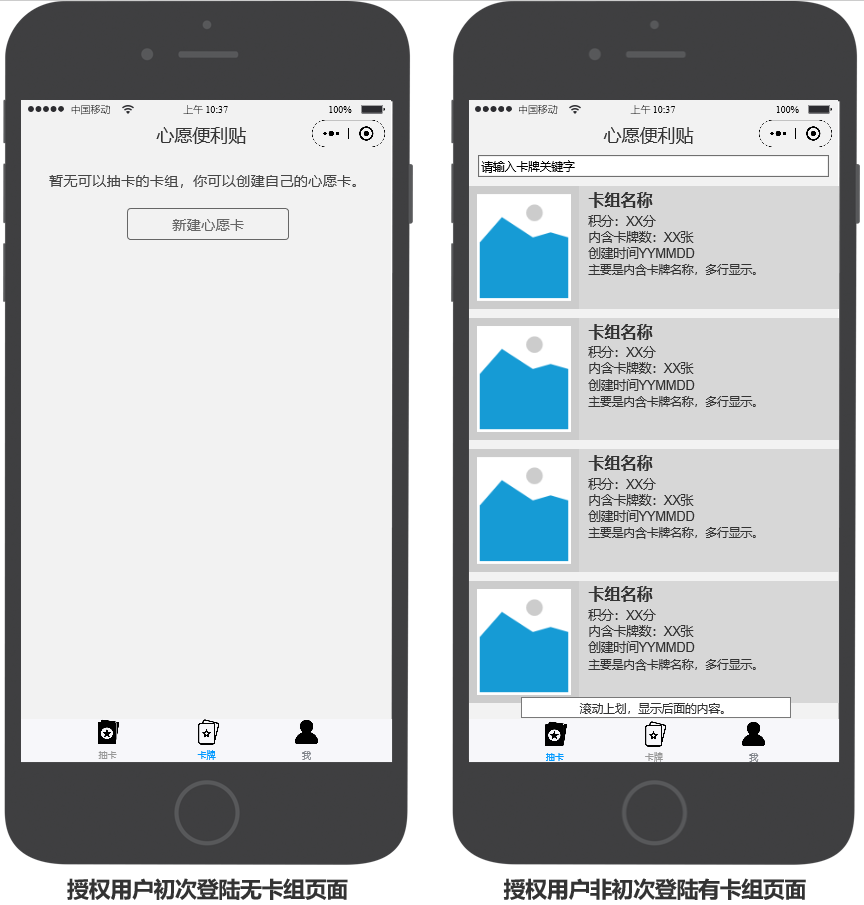 中国移动
上午 10:37
100%
心愿便利贴
暂无可以抽卡的卡组，你可以创建自己的心愿卡。
新建心愿卡
抽卡
卡牌
我
授权用户初次登陆无卡组页面
中国移动
上午 10:37
100%
心愿便利贴
请输入卡牌关键字
卡组名称
积分：XX分
内含卡牌数：XX张
创建时间YYMMDD
主要是内含卡牌名称，多行显示。
卡组名称
积分：XX分
内含卡牌数：XX张
创建时间YYMMDD
主要是内含卡牌名称，多行显示。
卡组名称
积分：XX分
内含卡牌数：XX张
创建时间YYMMDD
主要是内含卡牌名称，多行显示。
卡组名称
积分：XX分
内含卡牌数：XX张
创建时间YYMMDD
主要是内含卡牌名称，多行显示。
滚动上划，显示后面的内容。
抽卡
卡牌
我
授权用户非初次登陆有卡组页面